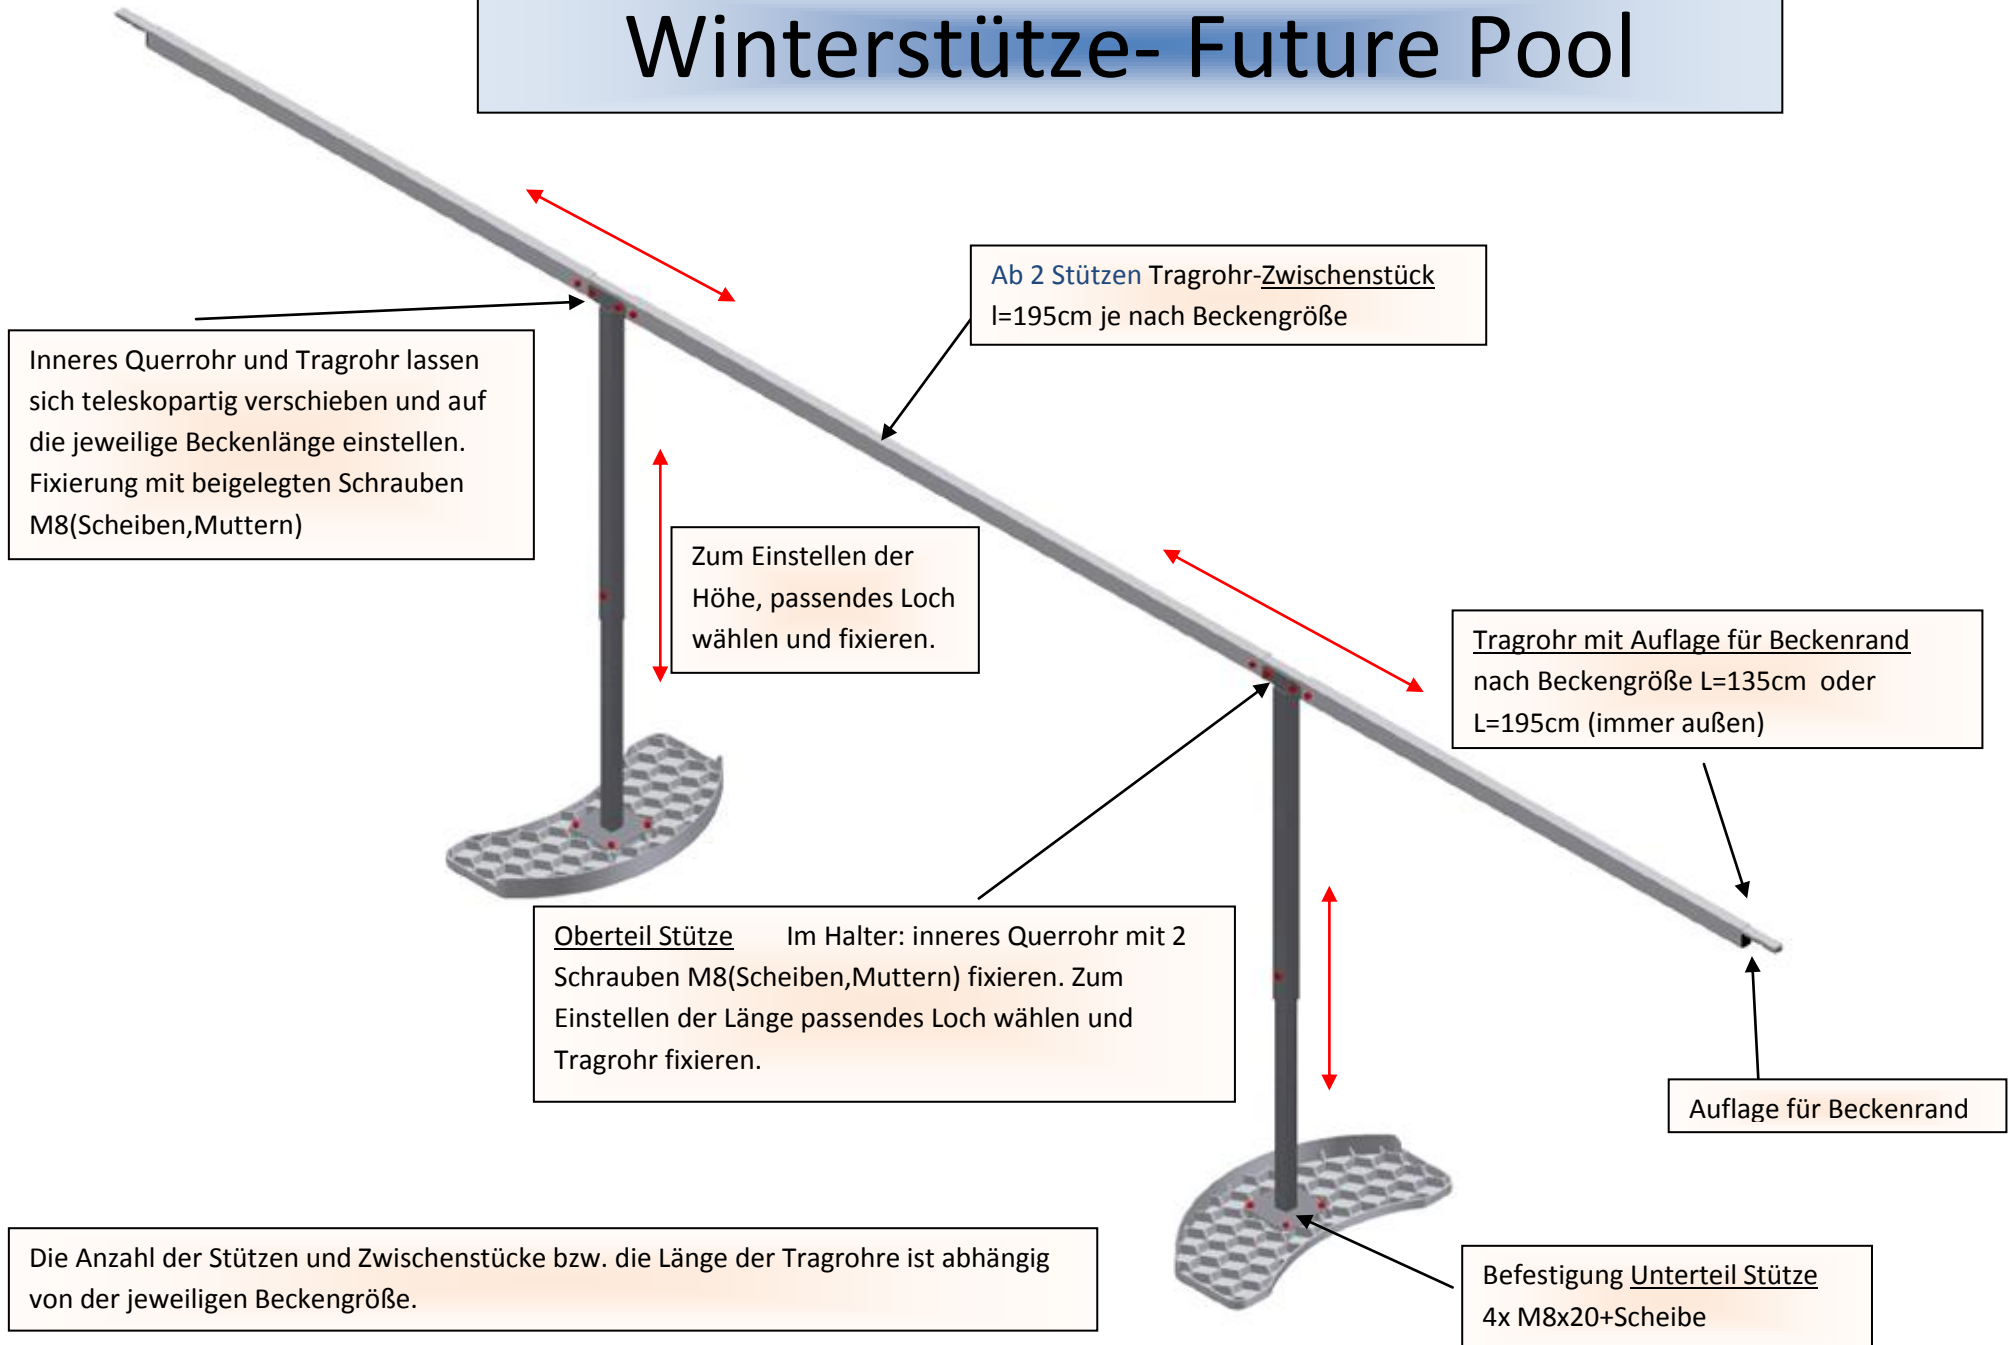 Winterstütze- Future Pool
Ab 2 Stützen Tragrohr-Zwischenstück
l=195cm je nach Beckengröße
Inneres Querrohr und Tragrohr lassen
sich teleskopartig verschieben und auf
die jeweilige Beckenlänge einstellen.
Fixierung mit beigelegten Schrauben
M8(Scheiben,Muttern)
Zum Einstellen der
Höhe, passendes Loch
wählen und fixieren.
Tragrohr mit Auflage für Beckenrand
nach Beckengröße L=135cm oder
L=195cm (immer außen)
Oberteil Stütze Im Halter: inneres Querrohr mit 2
Schrauben M8(Scheiben,Muttern) fixieren. Zum
Einstellen der Länge passendes Loch wählen und
Tragrohr fixieren.
Auflage für Beckenrand
Die Anzahl der Stützen und Zwischenstücke bzw. die Länge der Tragrohre ist abhängig
von der jeweiligen Beckengröße.
Befestigung Unterteil Stütze
4x M8x20+Scheibe